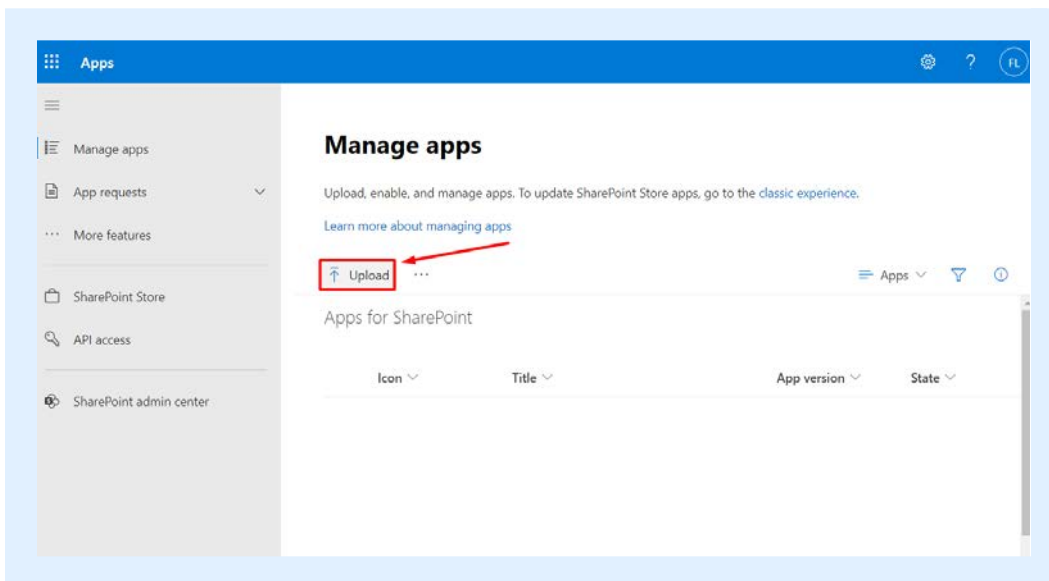 Apps
?
FL
Manage apps
App requests
More features
SharePoint Store
API access
SharePoint admin center
Manage apps
Upload, enable, and manage apps. To update SharePoint Store apps, go to the classic experience.
Learn more about managing apps
Upload ···
Apps
Apps for SharePoint
Icon Title App version State